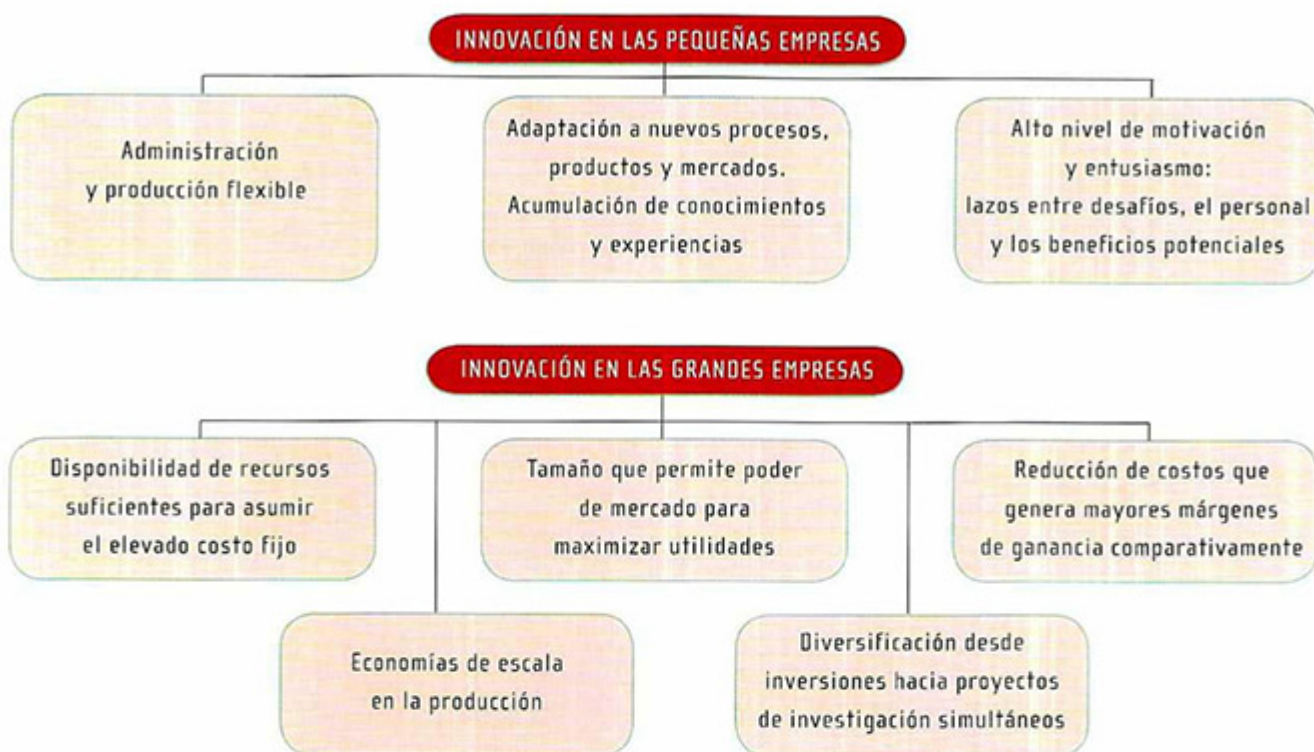 INNOVACIÓN EN LAS PEQUEÑAS EMPRESAS
Administración
y producción flexible
Adaptación a nuevos procesos,
productos y mercados.
Acumulación de conocimientos
y experiencias
Alto nivel de motivación
y entusiasmo:
lazos entre desafíos, el personal
y los beneficios potenciales
INNOVACIÓN EN LAS GRANDES EMPRESAS
Disponibilidad de recursos
suficientes para asumir
el elevado costo fijo
Tamaño que permite poder
de mercado para
maximizar utilidades
Reducción de costos que
genera mayores márgenes
de ganancia comparativamente
Economías de escala
en la producción
Diversificación desde
inversiones hacia proyectos
de investigación simultáneos